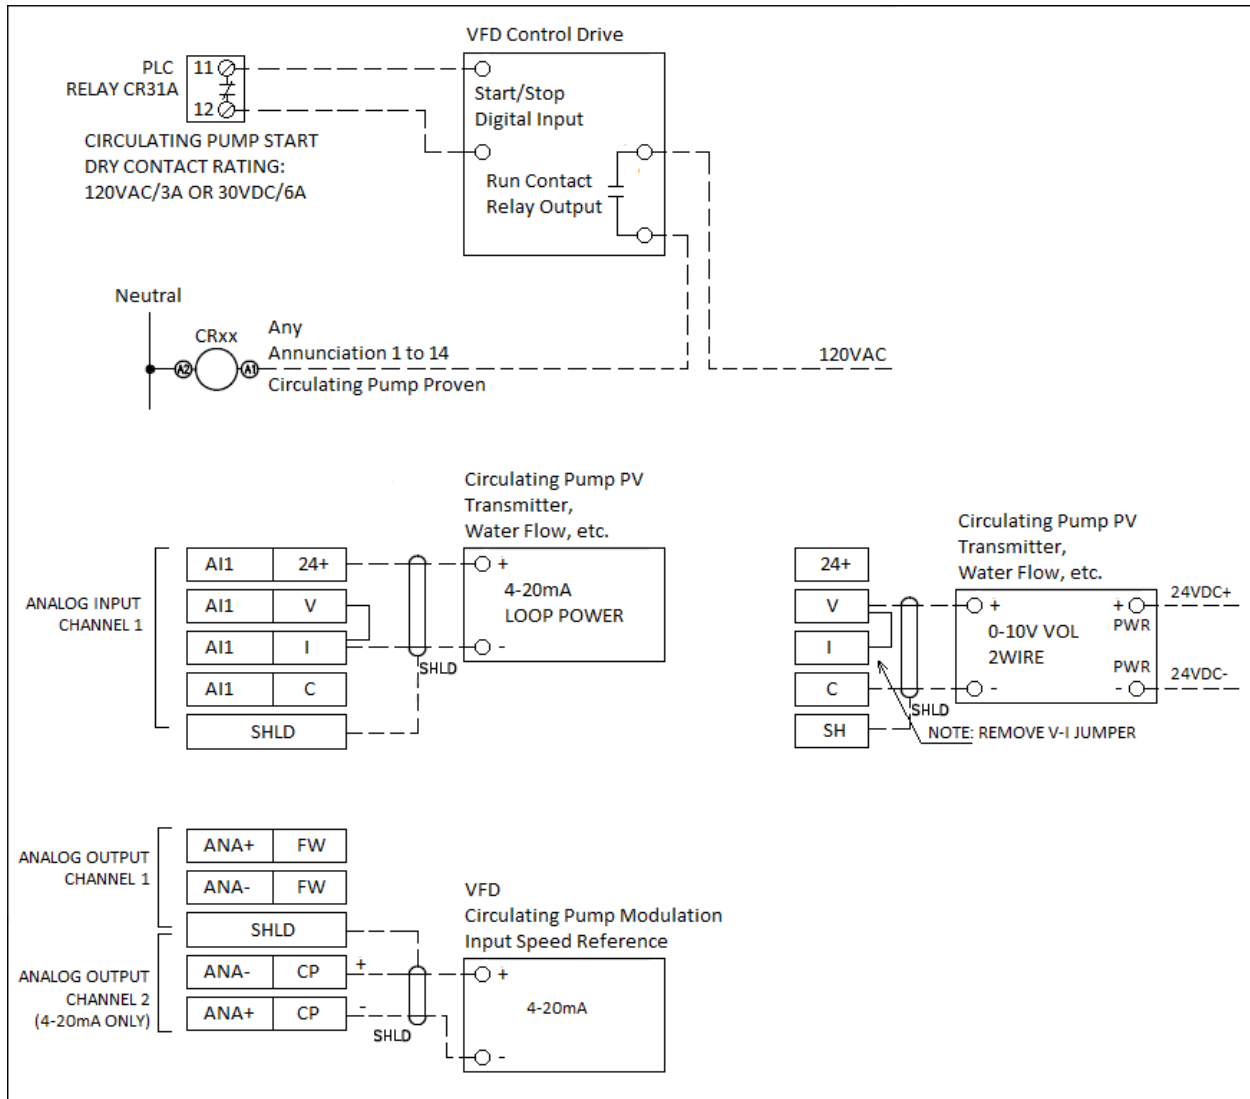 VFD Control Drive
PLC
RELAY CR31A
11
12
CIRCULATING PUMP START
DRY CONTACT RATING:
120VAC/3A OR 30VDC/6A
Start/Stop
Digital Input
Run Contact
Relay Output
Neutral
CRxx
A2
A1
Any
Annunciation 1 to 14
Circulating Pump Proven
120VAC
Circulating Pump PV
Transmitter,
Water Flow, etc.
ANALOG INPUT
CHANNEL 1
AI1 24+
AI1 V
AI1 I
AI1 C
SHLD
SHLD
+
4-20mA
LOOP POWER
-
Circulating Pump PV
Transmitter,
Water Flow, etc.
24+
V
I
C
SH
SHLD
+
0-10V VOL
2WIRE
-
+
PWR
PWR
-
24VDC+
24VDC-
NOTE: REMOVE V-I JUMPER
ANALOG OUTPUT
CHANNEL 1
ANA+ FW
ANA- FW
SHLD
ANALOG OUTPUT
CHANNEL 2
(4-20mA ONLY)
ANA- CP
ANA+ CP
+
-
SHLD
VFD
Circulating Pump Modulation
Input Speed Reference
+
4-20mA
-